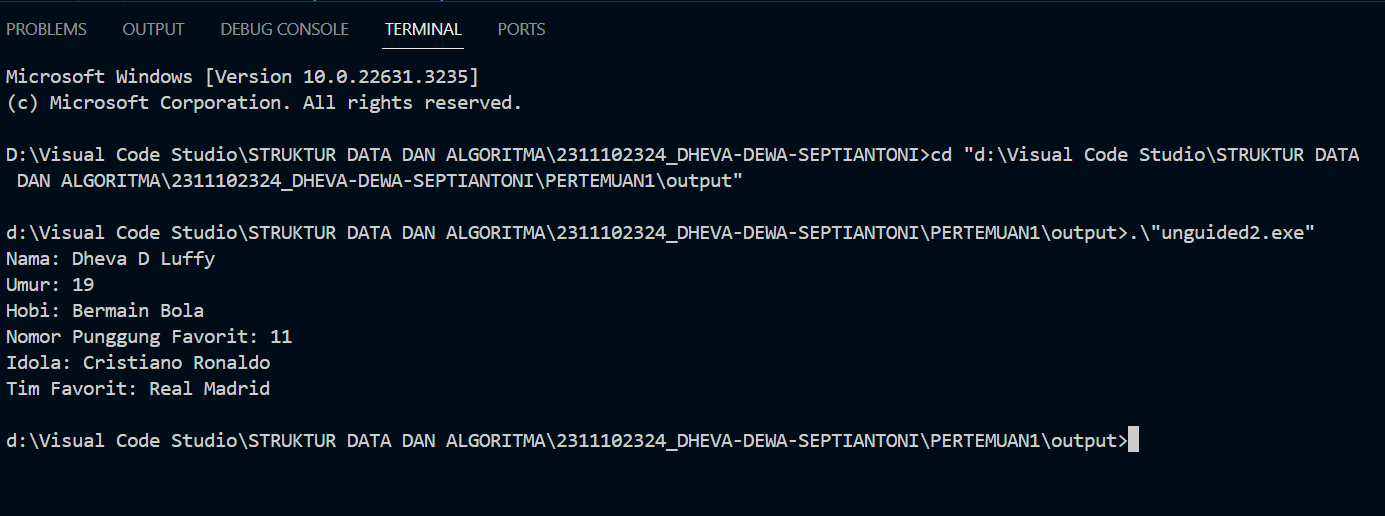 PROBLEMS OUTPUT DEBUG CONSOLE TERMINAL PORTS
Microsoft Windows [Version 10.0.22631.3235]
(c) Microsoft Corporation. All rights reserved.
D:\Visual Code Studio\STRUKTUR DATA DAN ALGORITMA\2311102324_DHEVA-DEWA-SEPTIANTONI>cd "d:\Visual Code Studio\STRUKTUR DATA
DAN ALGORITMA\2311102324_DHEVA-DEWA-SEPTIANTONI\PERTEMUAN1\output"
d:\Visual Code Studio\STRUKTUR DATA DAN ALGORITMA\2311102324_DHEVA-DEWA-SEPTIANTONI\PERTEMUAN1\output>.\"unguided2.exe"
Nama: Dheva D Luffy
Umur: 19
Hobi: Bermain Bola
Nomor Punggung Favorit: 11
Idola: Cristiano Ronaldo
Tim Favorit: Real Madrid
d:\Visual Code Studio\STRUKTUR DATA DAN ALGORITMA\2311102324_DHEVA-DEWA-SEPTIANTONI\PERTEMUAN1\output>